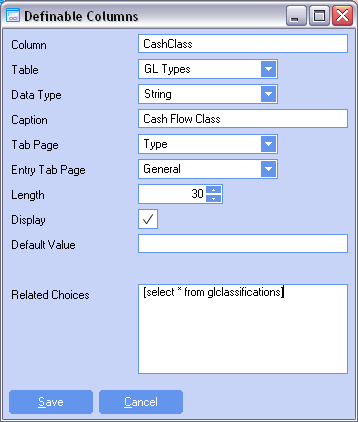 Definable Columns
Column CashClass
Table GL Types
Data Type String
Caption Cash Flow Class
Tab Page Type
Entry Tab Page General
Length 30
Display
Default Value
Related Choices [select * from glclassifications]
Save Cancel